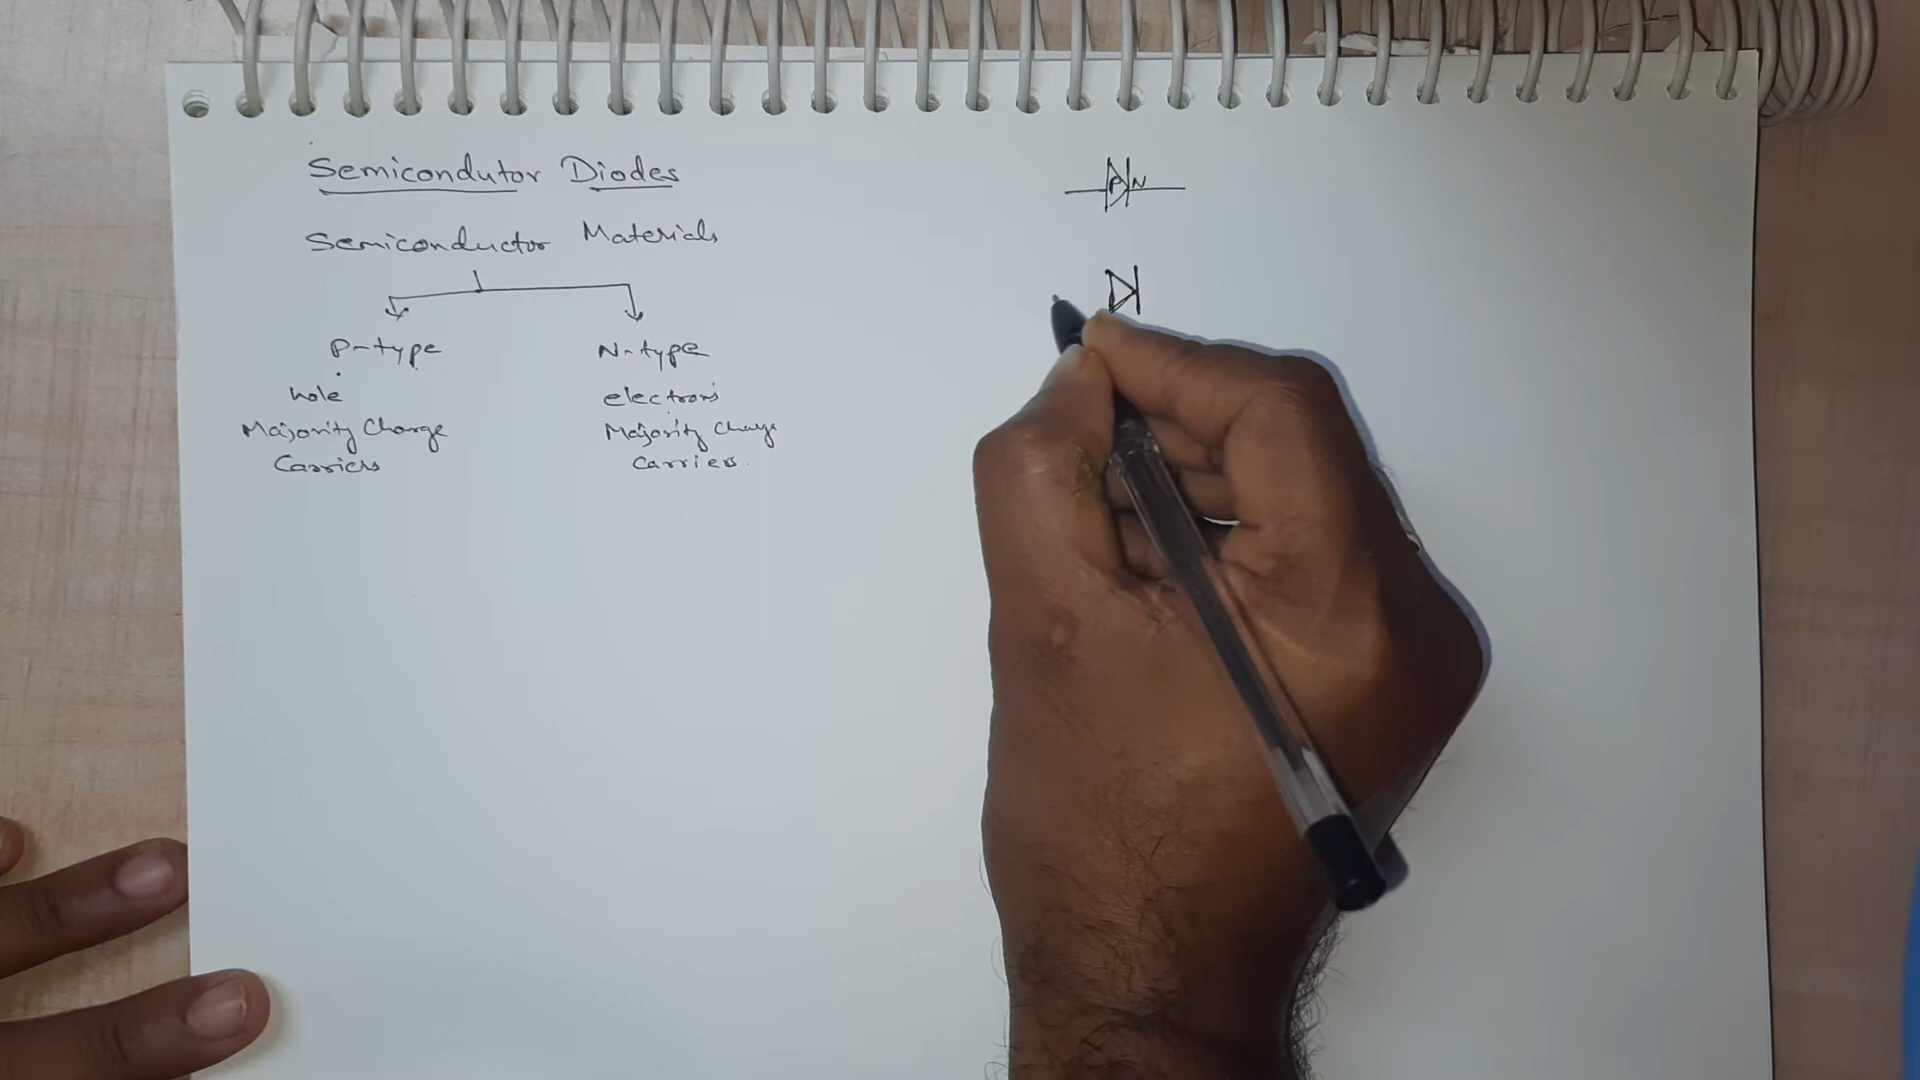 Semicondutor Diodes
Semiconductor Materials
P-type N-type
hole electrons
Majority Charge Majority Charge
Carriers Carriers.
P N